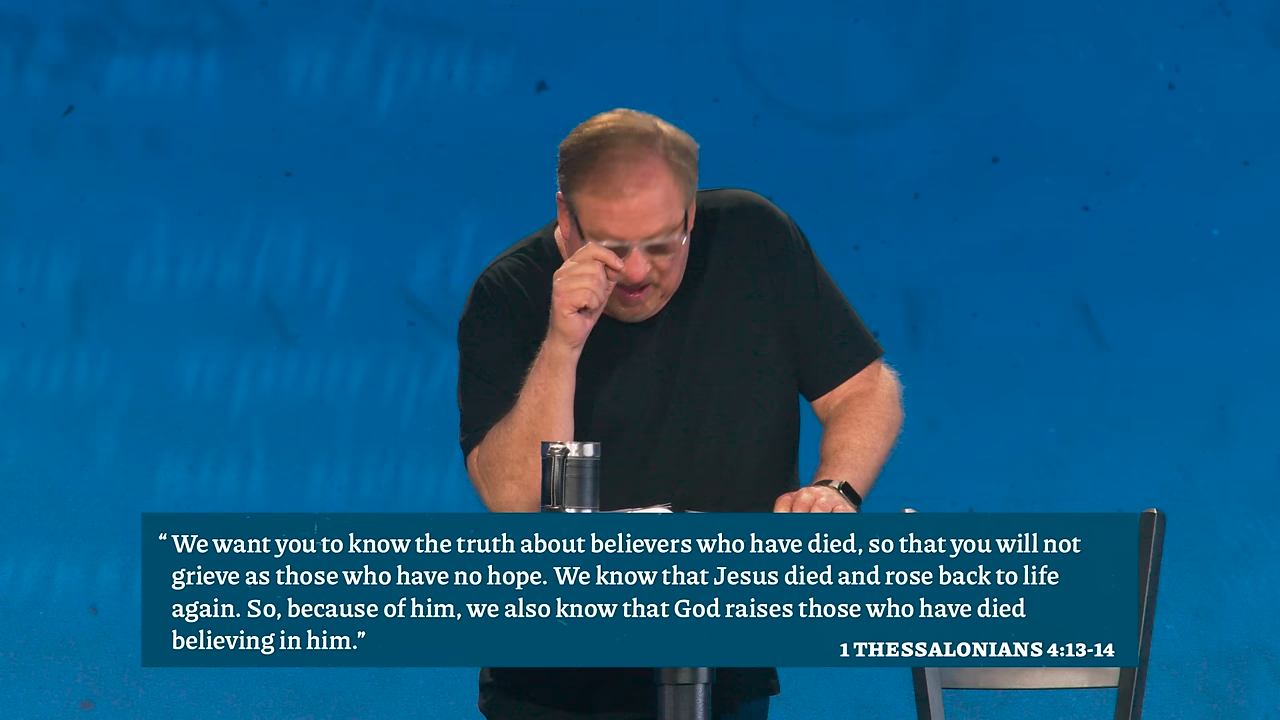 “ We want you to know the truth about believers who have died, so that you will not
grieve as those who have no hope. We know that Jesus died and rose back to life
again. So, because of him, we also know that God raises those who have died
believing in him.”
1 THESSALONIANS 4:13-14